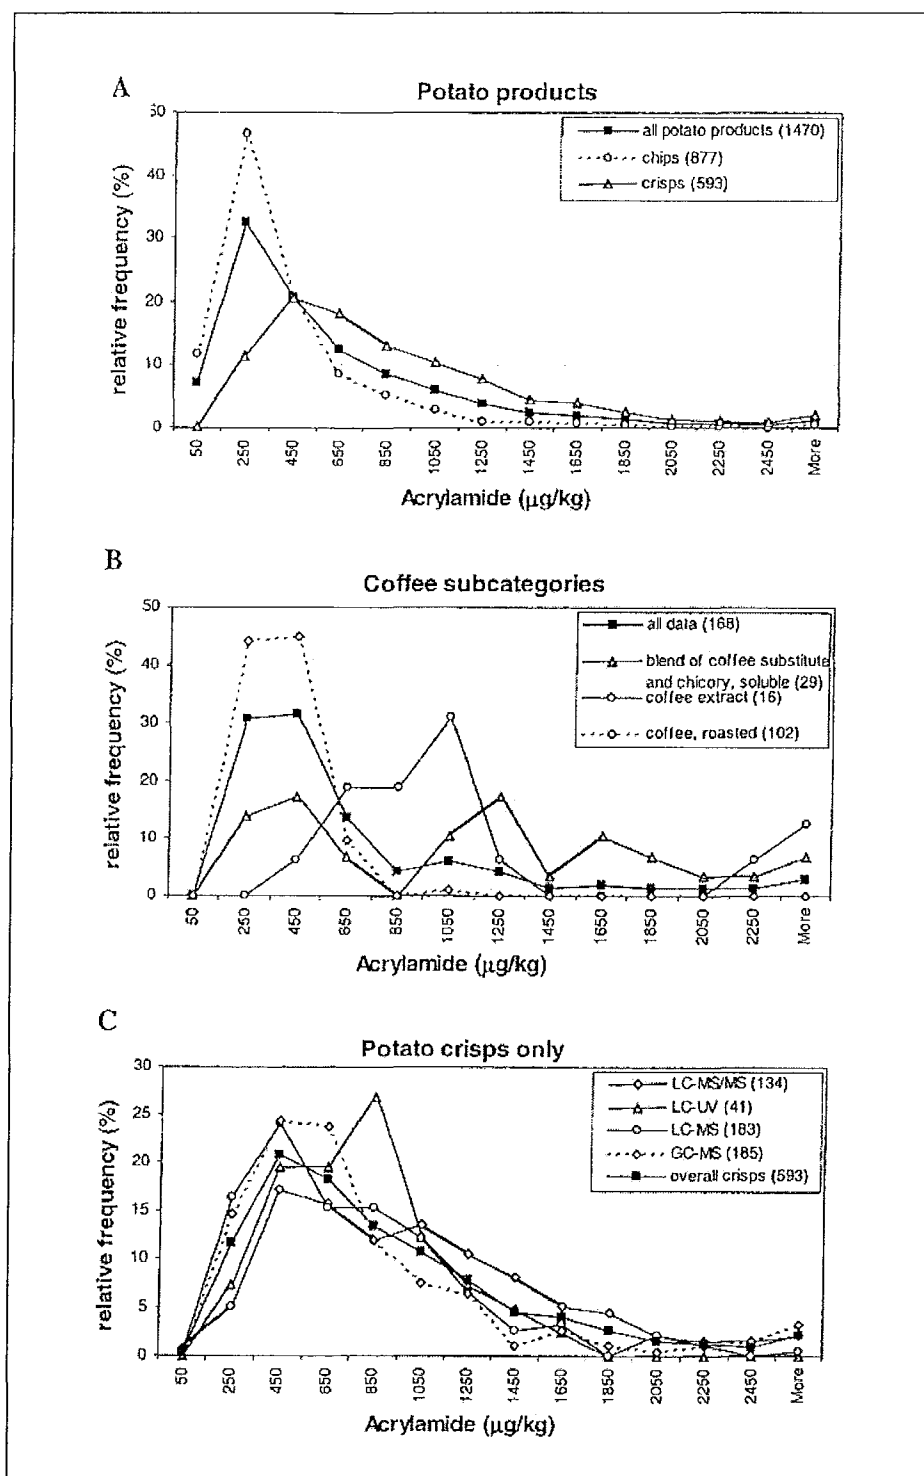 A
Potato products
50
40
30
20
10
0
relative frequency (%)
all potato products (1470)
chips (877)
crisps (593)
50
250
450
650
850
1050
1250
1450
1650
1850
2050
2250
2450
More
Acrylamide (µg/kg)
B
Coffee subcategories
50
40
30
20
10
0
relative frequency (%)
all data (168)
blend of coffee substitute
and chicory, soluble (29)
coffee extract (16)
coffee, roasted (102)
50
250
450
650
850
1050
1250
1450
1650
1850
2050
2250
More
Acrylamide (µg/kg)
C
Potato crisps only
30
25
20
15
10
5
0
relative frequency (%)
LC-MS/MS (134)
LC-UV (41)
LC-MS (183)
GC-MS (185)
overall crisps (593)
50
250
450
650
850
1050
1250
1450
1650
1850
2050
2250
2450
More
Acrylamide (µg/kg)